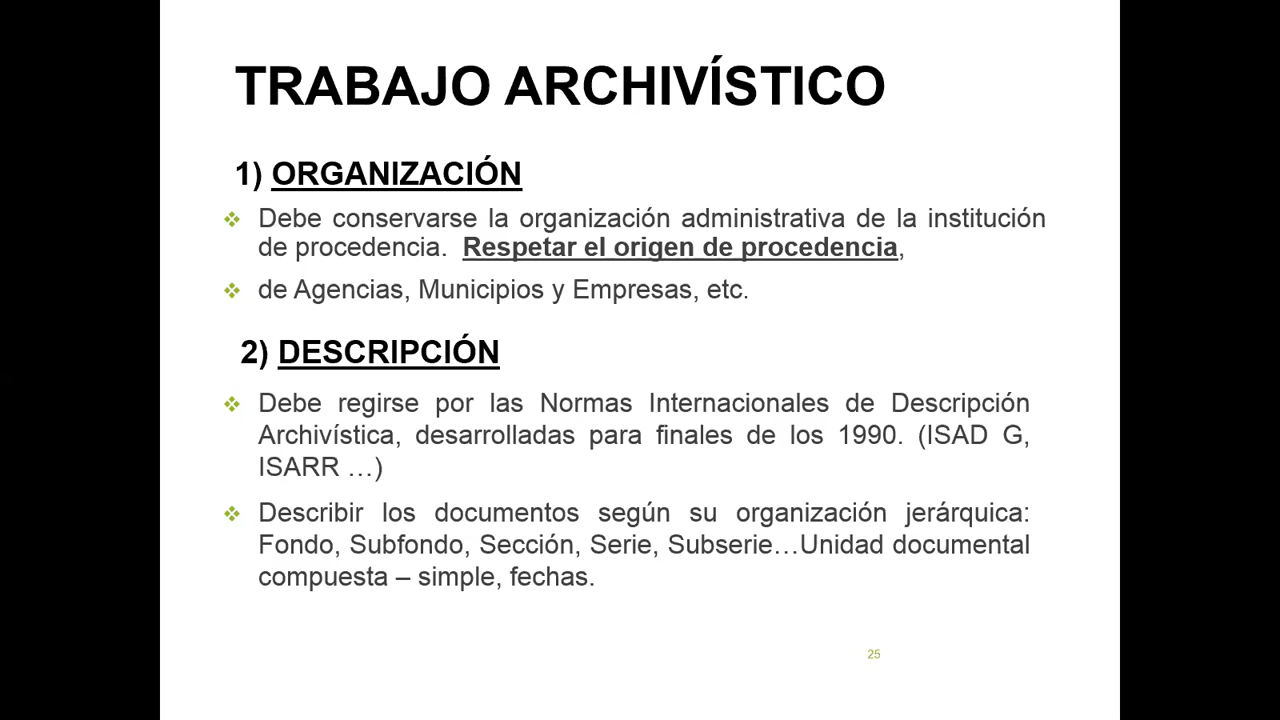 TRABAJO ARCHIVÍSTICO
1) ORGANIZACIÓN
Debe conservarse la organización administrativa de la institución
de procedencia. Respetar el origen de procedencia,
de Agencias, Municipios y Empresas, etc.
2) DESCRIPCIÓN
Debe regirse por las Normas Internacionales de Descripción
Archivística, desarrolladas para finales de los 1990. (ISAD G,
ISARR …)
Describir los documentos según su organización jerárquica:
Fondo, Subfondo, Sección, Serie, Subserie…Unidad documental
compuesta – simple, fechas.
25